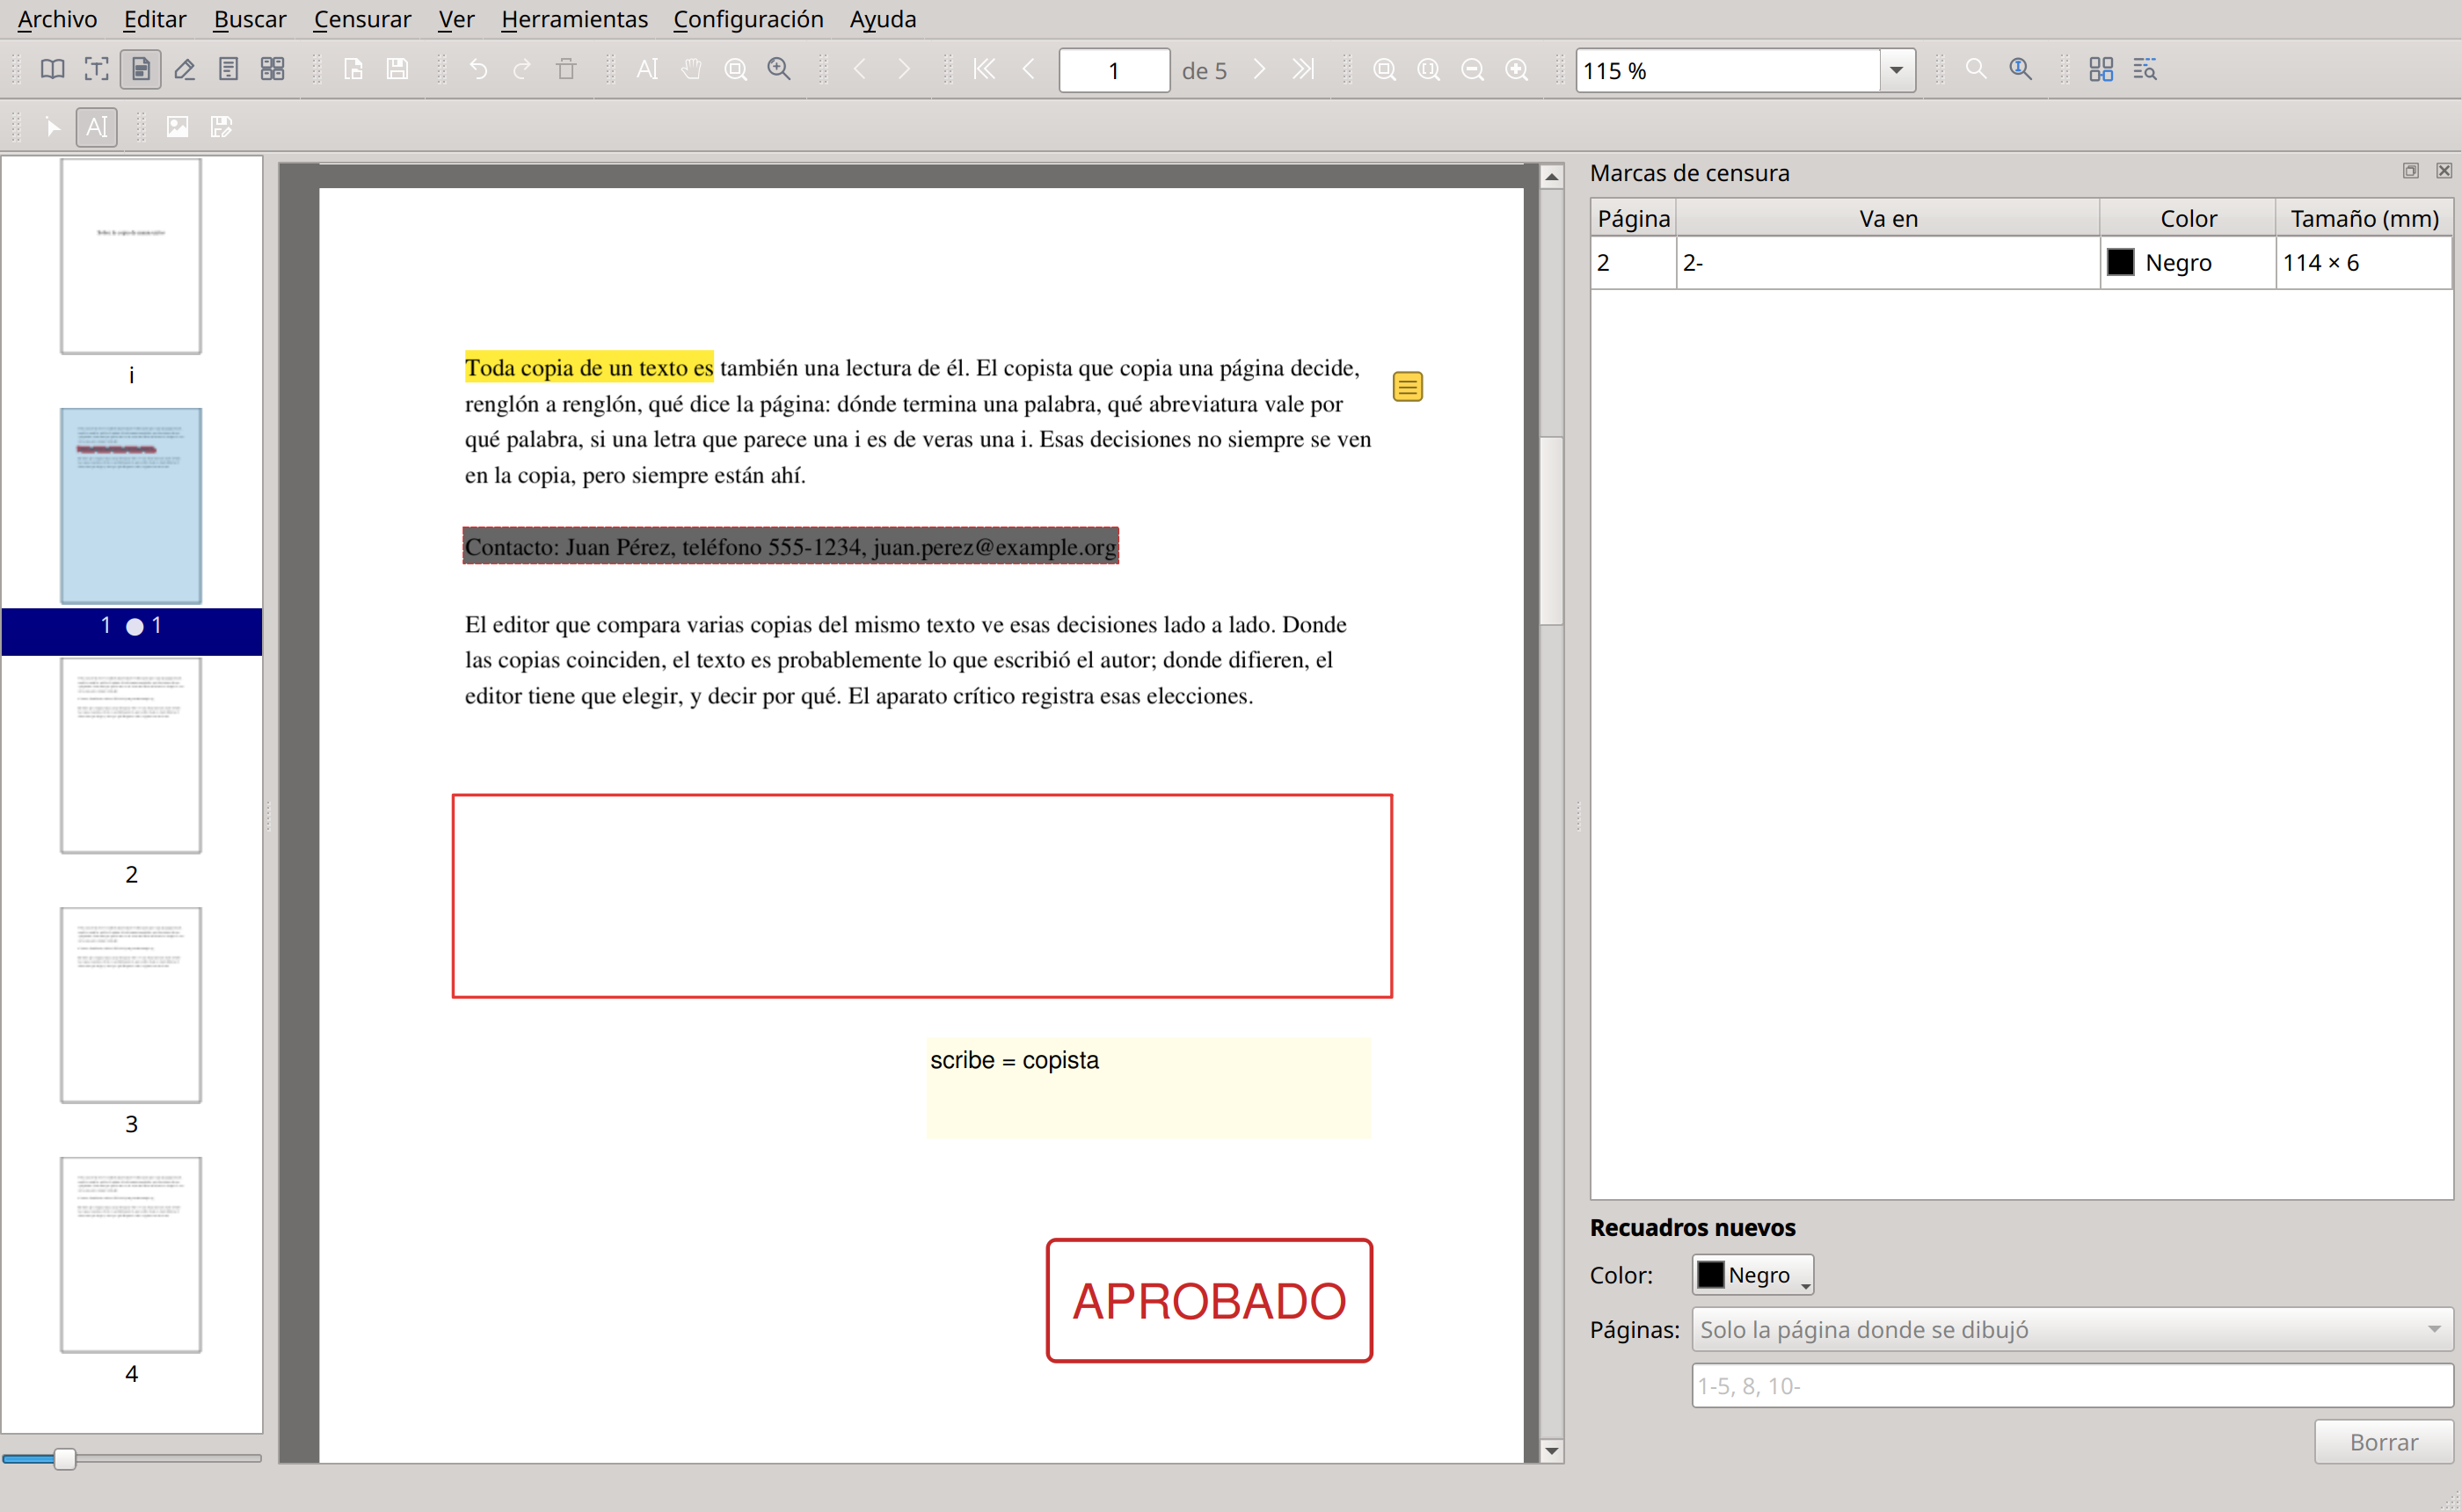 Archivo Editar Buscar Censurar Ver Herramientas Configuración Ayuda
1 de 5 115 %
i
1 1
2
3
4
Toda copia de un texto es también una lectura de él. El copista que copia una página decide,
renglón a renglón, qué dice la página: dónde termina una palabra, qué abreviatura vale por
qué palabra, si una letra que parece una i es de veras una i. Esas decisiones no siempre se ven
en la copia, pero siempre están ahí.
Contacto: Juan Pérez, teléfono 555-1234, juan.perez@example.org
El editor que compara varias copias del mismo texto ve esas decisiones lado a lado. Donde
las copias coinciden, el texto es probablemente lo que escribió el autor; donde difieren, el
editor tiene que elegir, y decir por qué. El aparato crítico registra esas elecciones.
scribe = copista
APROBADO
Marcas de censura
Página Va en Color Tamaño (mm)
2 2- Negro 114 × 6
Recuadros nuevos
Color: Negro
Páginas: Solo la página donde se dibujó
1-5, 8, 10-
Borrar